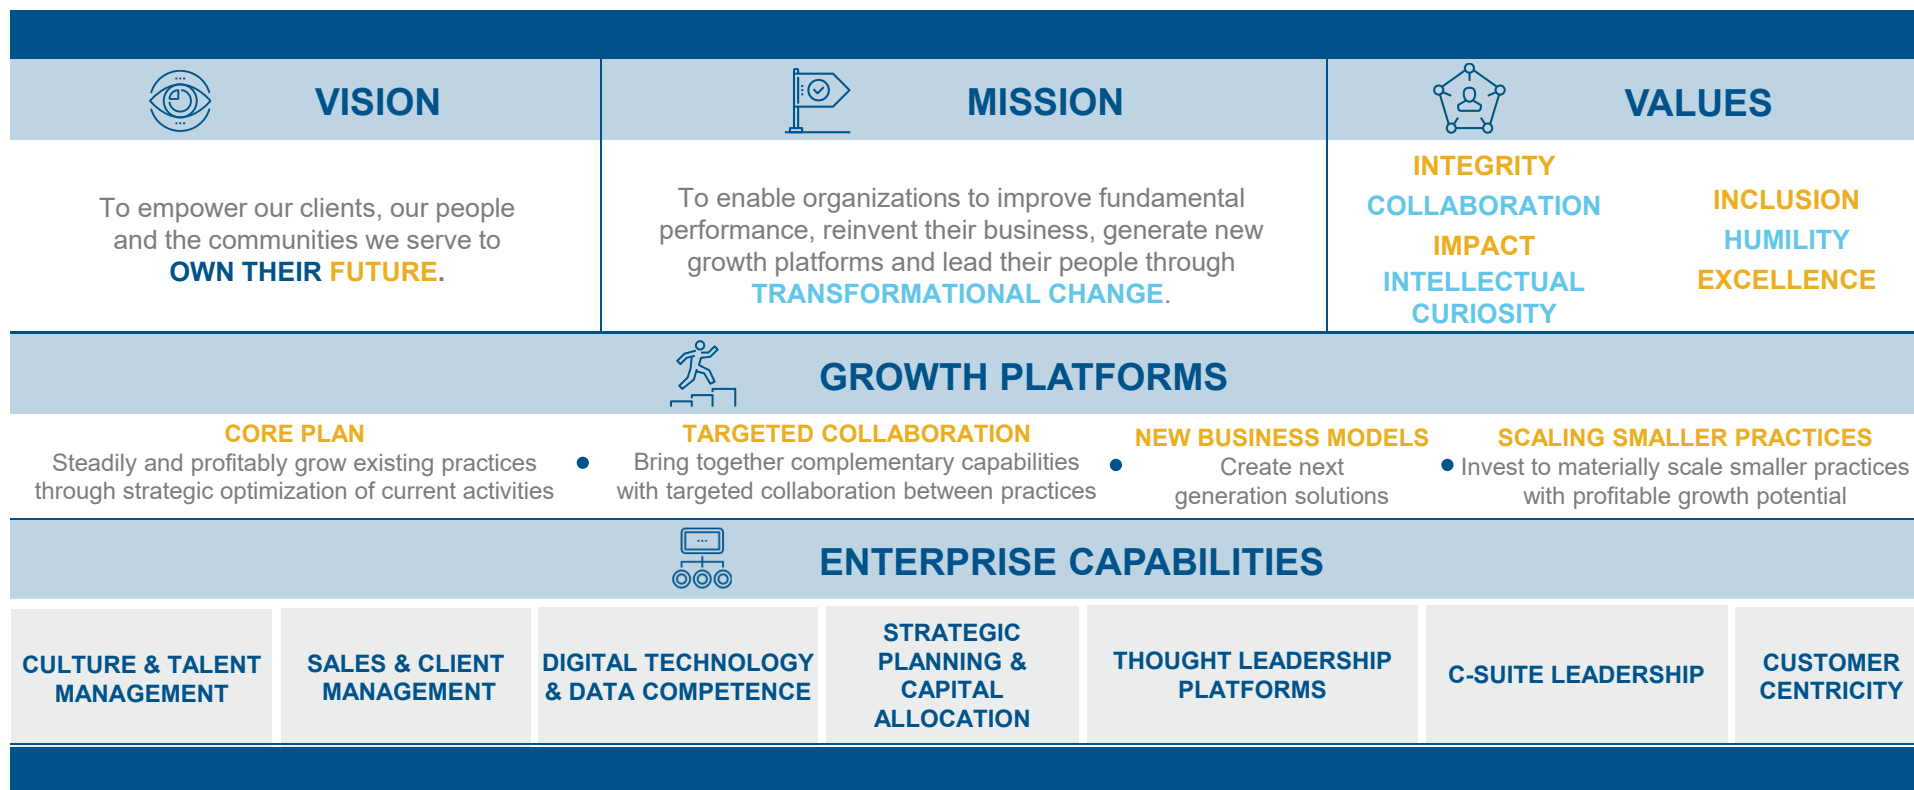 VISION
To empower our clients, our people
and the communities we serve to
OWN THEIR FUTURE.
MISSION
To enable organizations to improve fundamental
performance, reinvent their business, generate new
growth platforms and lead their people through
TRANSFORMATIONAL CHANGE.
VALUES
INTEGRITY
COLLABORATION
IMPACT
INTELLECTUAL
CURIOSITY
INCLUSION
HUMILITY
EXCELLENCE
GROWTH PLATFORMS
CORE PLAN
Steadily and profitably grow existing practices
through strategic optimization of current activities
TARGETED COLLABORATION
Bring together complementary capabilities
with targeted collaboration between practices
NEW BUSINESS MODELS
Create next
generation solutions
SCALING SMALLER PRACTICES
Invest to materially scale smaller practices
with profitable growth potential
ENTERPRISE CAPABILITIES
CULTURE & TALENT
MANAGEMENT
SALES & CLIENT
MANAGEMENT
DIGITAL TECHNOLOGY
& DATA COMPETENCE
STRATEGIC
PLANNING &
CAPITAL
ALLOCATION
THOUGHT LEADERSHIP
PLATFORMS
C-SUITE LEADERSHIP
CUSTOMER
CENTRICITY